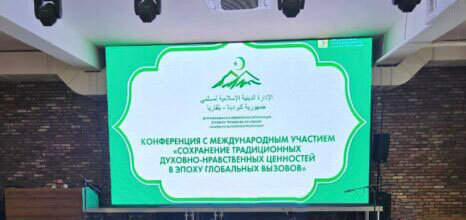 الإدارة الدينية الإسلامية لمسلمي
جمهورية كبردينا - بلقاريا
КОНФЕРЕНЦИЯ С МЕЖДУНАРОДНЫМ УЧАСТИЕМ
«СОХРАНЕНИЕ ТРАДИЦИОННЫХ
ДУХОВНО-НРАВСТВЕННЫХ ЦЕННОСТЕЙ
В ЭПОХУ ГЛОБАЛЬНЫХ ВЫЗОВОВ»